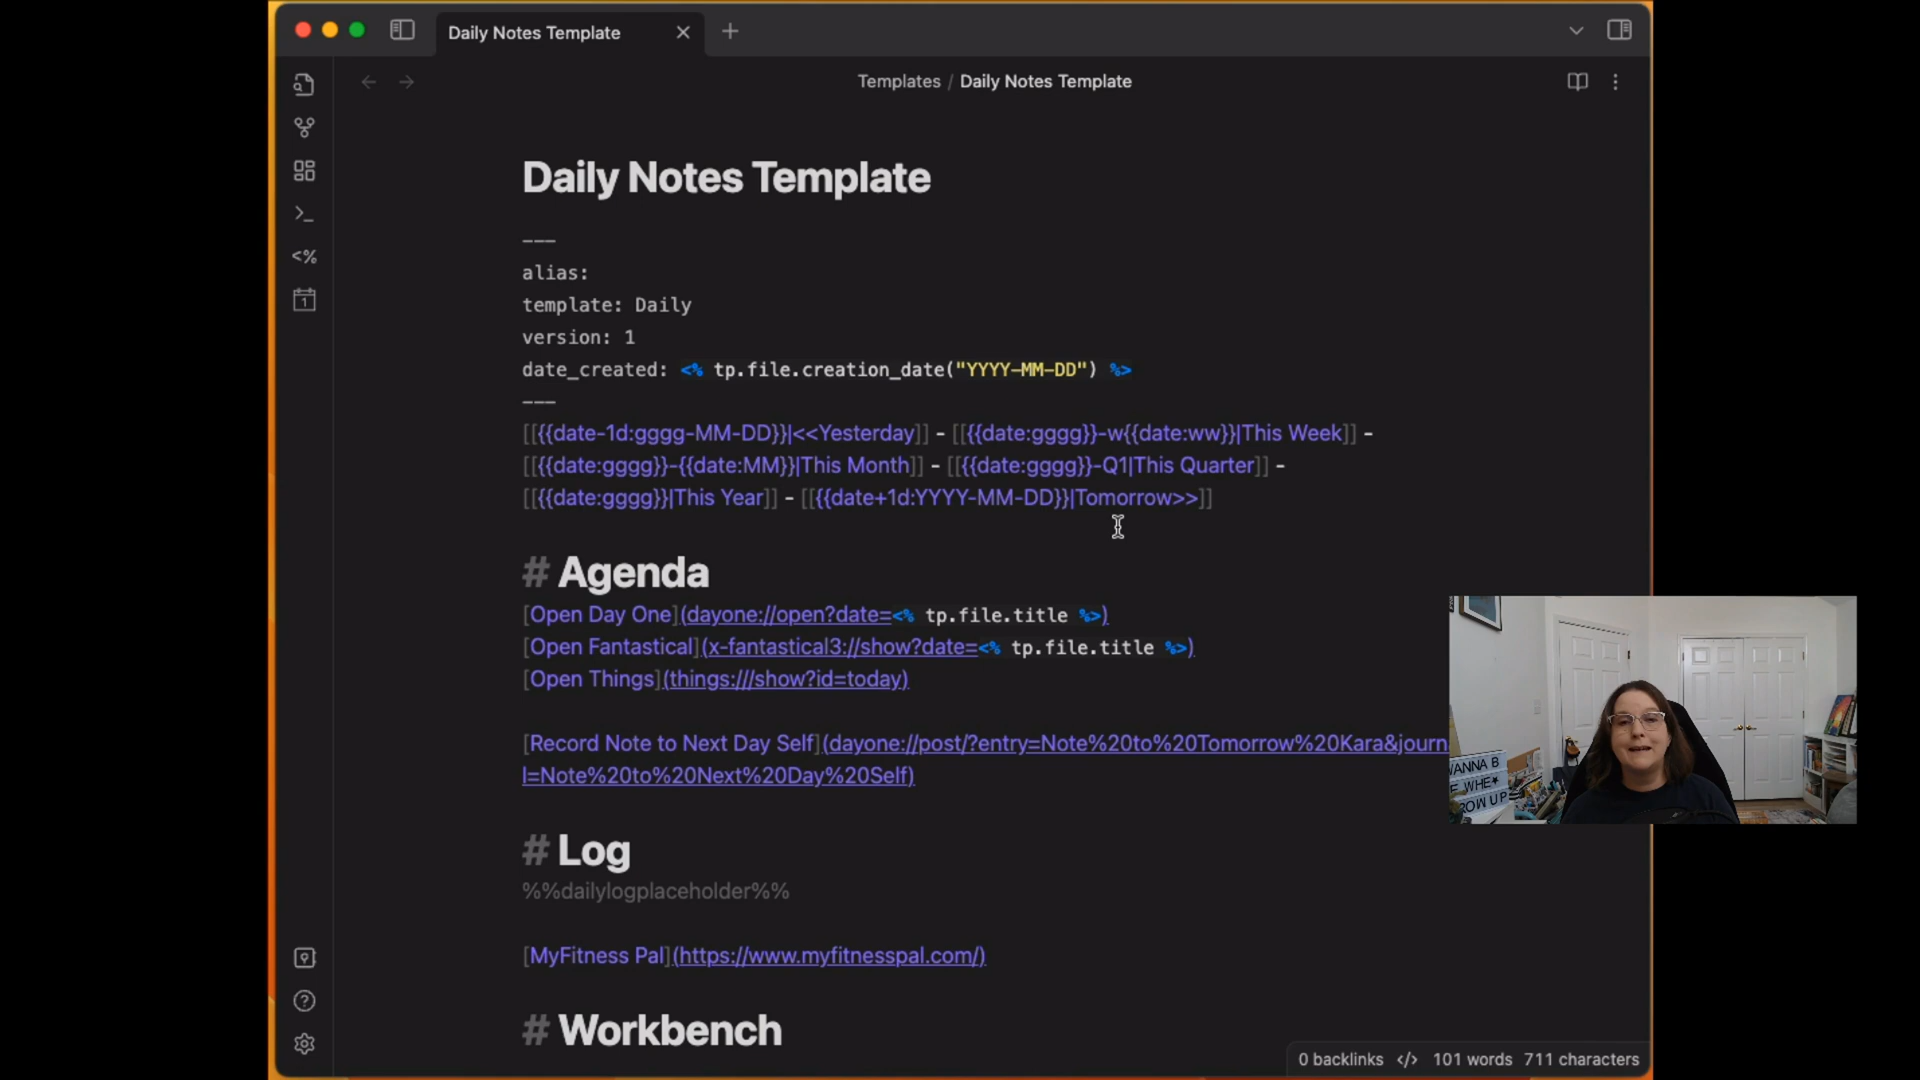 Daily Notes Template
Templates / Daily Notes Template
Daily Notes Template
---
alias:
template: Daily
version: 1
date_created: <% tp.file.creation_date("YYYY-MM-DD") %>
---
[[{{date-1d:gggg-MM-DD}}|<<Yesterday]] - [[{{date:gggg}}-w{{date:ww}}|This Week]] -
[[{{date:gggg}}-{{date:MM}}|This Month]] - [[{{date:gggg}}-Q1|This Quarter]] -
[[{{date:gggg}}|This Year]] - [[{{date+1d:YYYY-MM-DD}}|Tomorrow>>]]
# Agenda
[Open Day One](dayone://open?date=<% tp.file.title %>)
[Open Fantastical](x-fantastical3://show?date=<% tp.file.title %>)
[Open Things](things:///show?id=today)
[Record Note to Next Day Self](dayone://post/?entry=Note%20to%20Tomorrow%20Kara&journ
l=Note%20to%20Next%20Day%20Self)
WANNA B
E WHE★
ROW UP
# Log
%%dailylogplaceholder%%
[MyFitness Pal](https://www.myfitnesspal.com/)
# Workbench
0 backlinks </> 101 words 711 characters